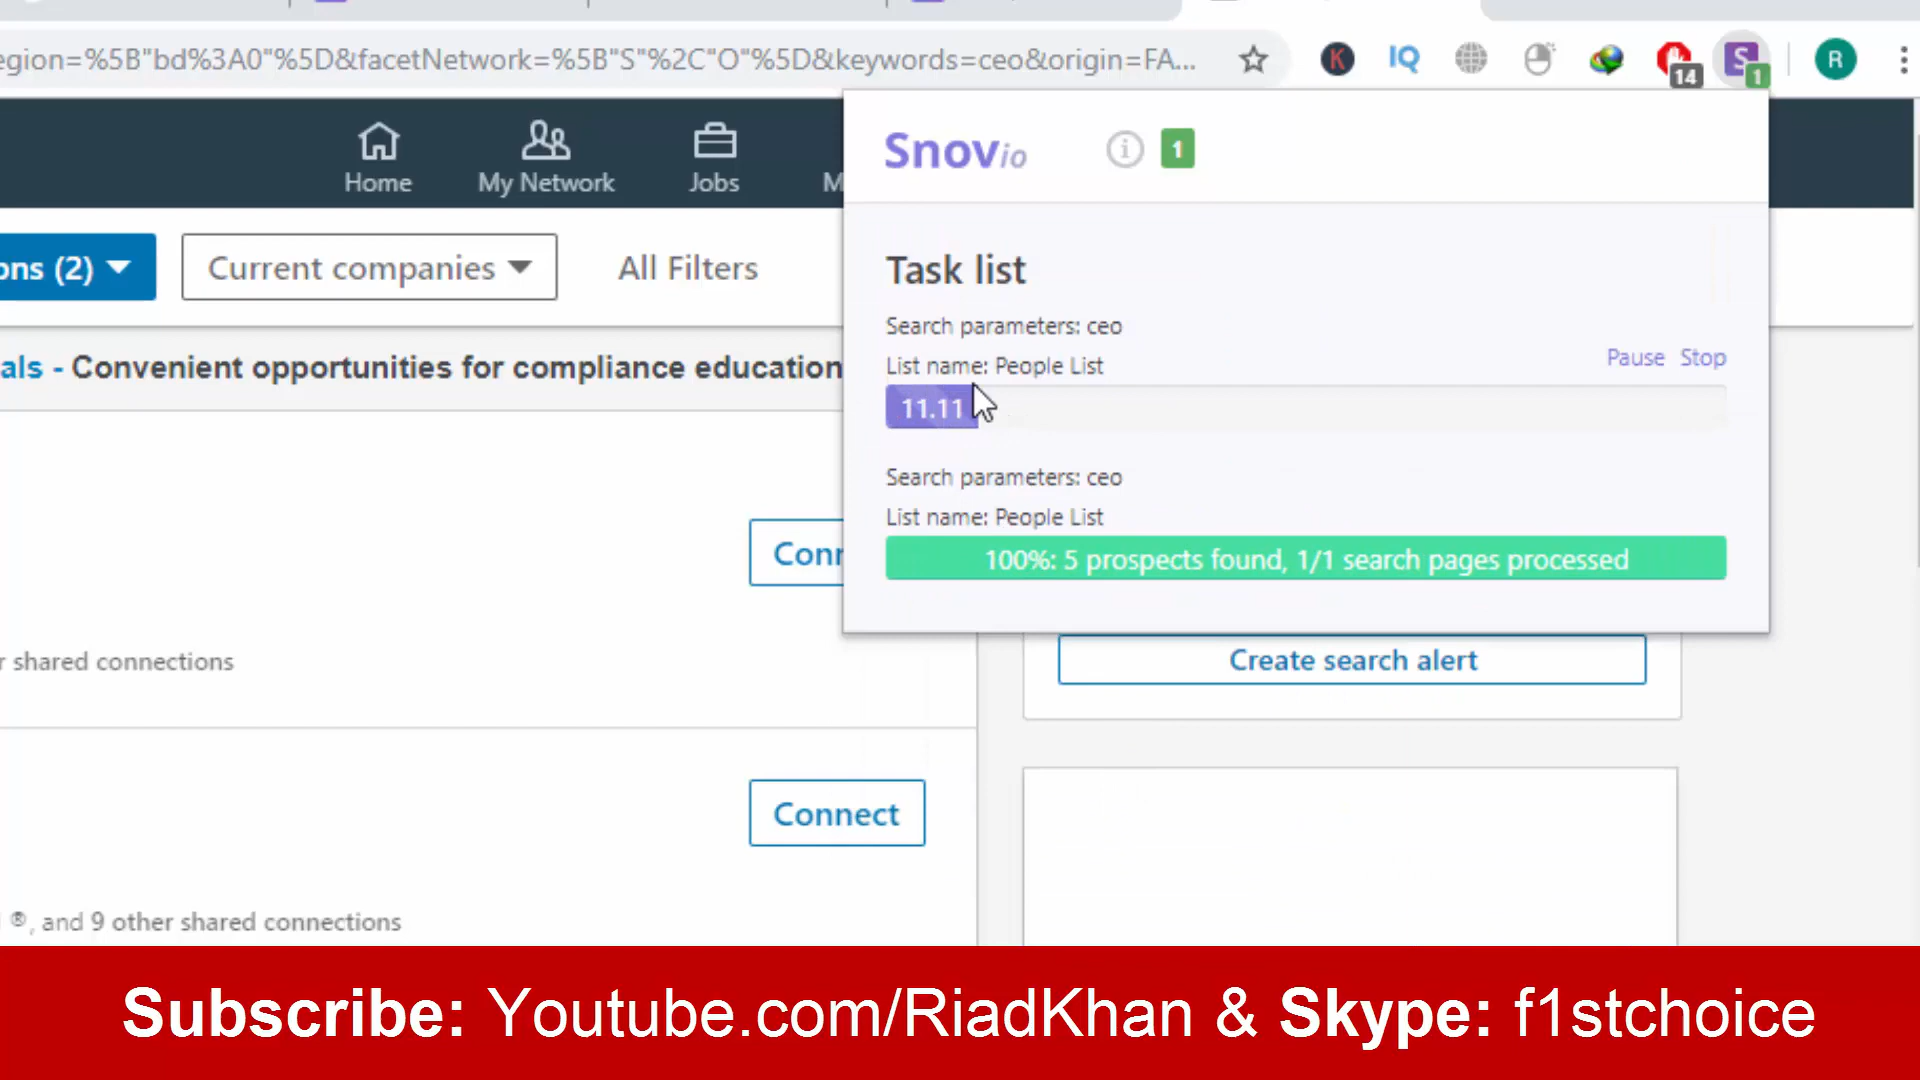 egion=%5B"bd%3A0"%5D&facetNetwork=%5B"S"%2C"O"%5D&keywords=ceo&origin=FA...
K IQ 14 S 1 R
Home My Network Jobs M
Snovio i 1
ons (2) Current companies All Filters
Task list
Search parameters: ceo
List name: People List Pause Stop
als - Convenient opportunities for compliance education
11.11
Search parameters: ceo
List name: People List
Conn
100%: 5 prospects found, 1/1 search pages processed
r shared connections
Create search alert
Connect
®, and 9 other shared connections
Subscribe: Youtube.com/RiadKhan & Skype: f1stchoice